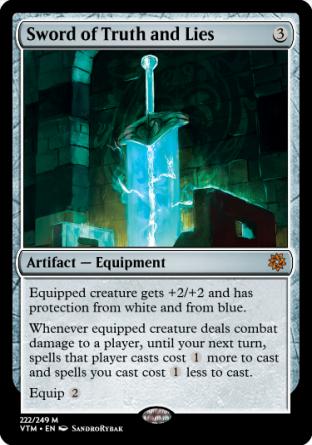 Sword of Truth and Lies 3
Artifact — Equipment
Equipped creature gets +2/+2 and has
protection from white and from blue.
Whenever equipped creature deals combat
damage to a player, until your next turn,
spells that player casts cost 1 more to cast
and spells you cast cost 1 less to cast.
Equip 2
222/249 M
VTM • EN SandroRybak